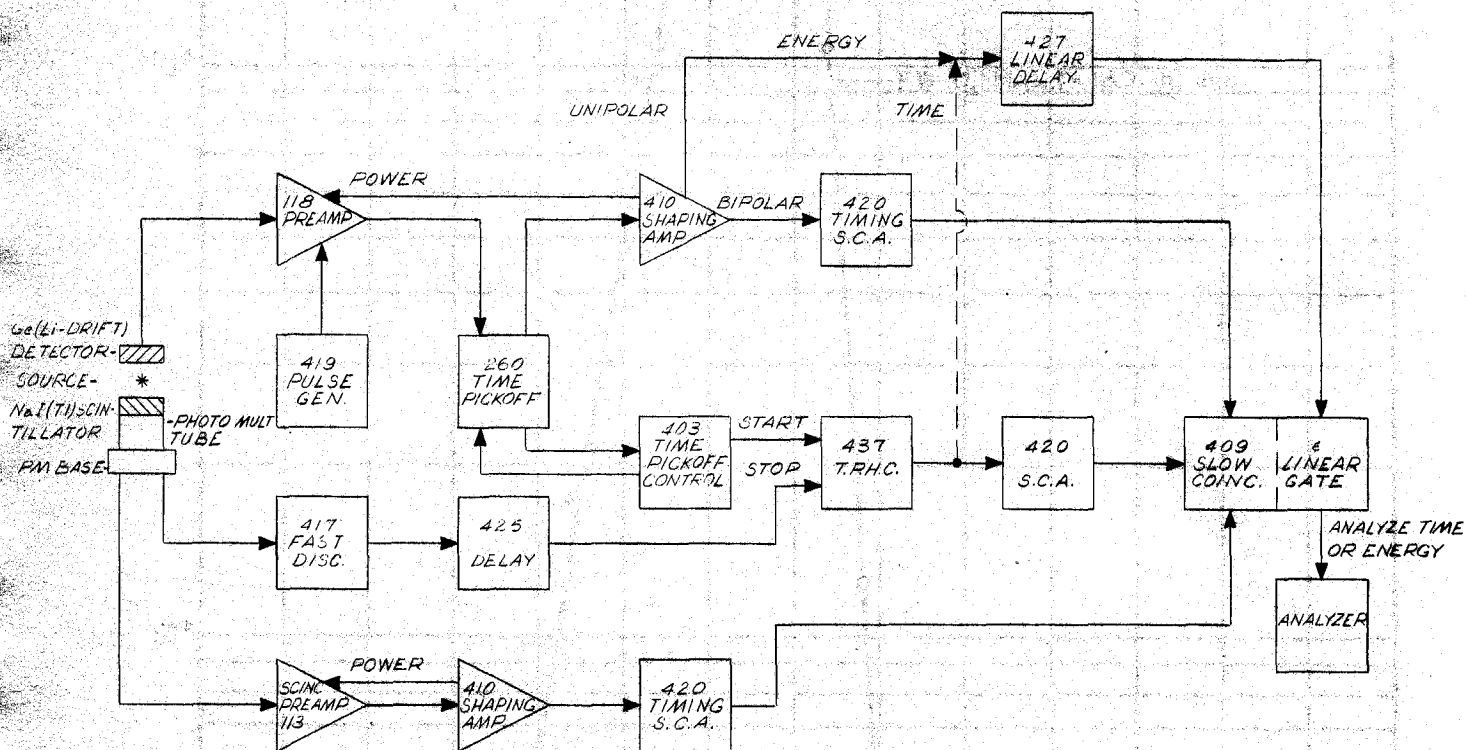 ENERGY
427
LINEAR
DELAY.
UNIPOLAR
TIME
POWER
118
PREAMP
410
SHAPING
AMP.
BIPOLAR
420
TIMING
S.C.A.
Ge(Li-DRIFT)
DETECTOR-
SOURCE-
NaI(Tl)SCIN-
TILLATOR
-PHOTO MULT
TUBE
PM BASE-
419
PULSE
GEN.
260
TIME
PICKOFF
403
TIME
PICKOFF
CONTROL
START
STOP
437
T.P.H.C.
420
S.C.A.
409
SLOW
COINC.
&
LINEAR
GATE
417
FAST
DISC.
425
DELAY
ANALYZE TIME
OR ENERGY
ANALYZER
POWER
SCINC
PREAMP
113
410
SHAPING
AMP.
420
TIMING
S.C.A.